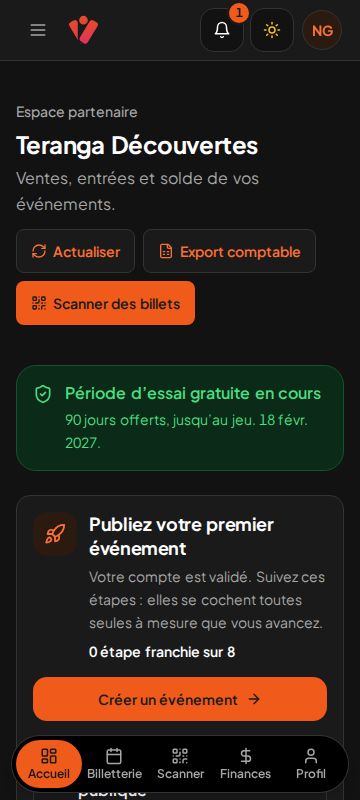 1
NG
Espace partenaire
Teranga Découvertes
Ventes, entrées et solde de vos
événements.
Actualiser
Export comptable
Scanner des billets
Période d’essai gratuite en cours
90 jours offerts, jusqu’au jeu. 18 févr.
2027.
Publiez votre premier
événement
Votre compte est validé. Suivez ces
étapes : elles se cochent toutes
seules à mesure que vous avancez.
0 étape franchie sur 8
Créer un événement
publique
Accueil
Billetterie
Scanner
Finances
Profil